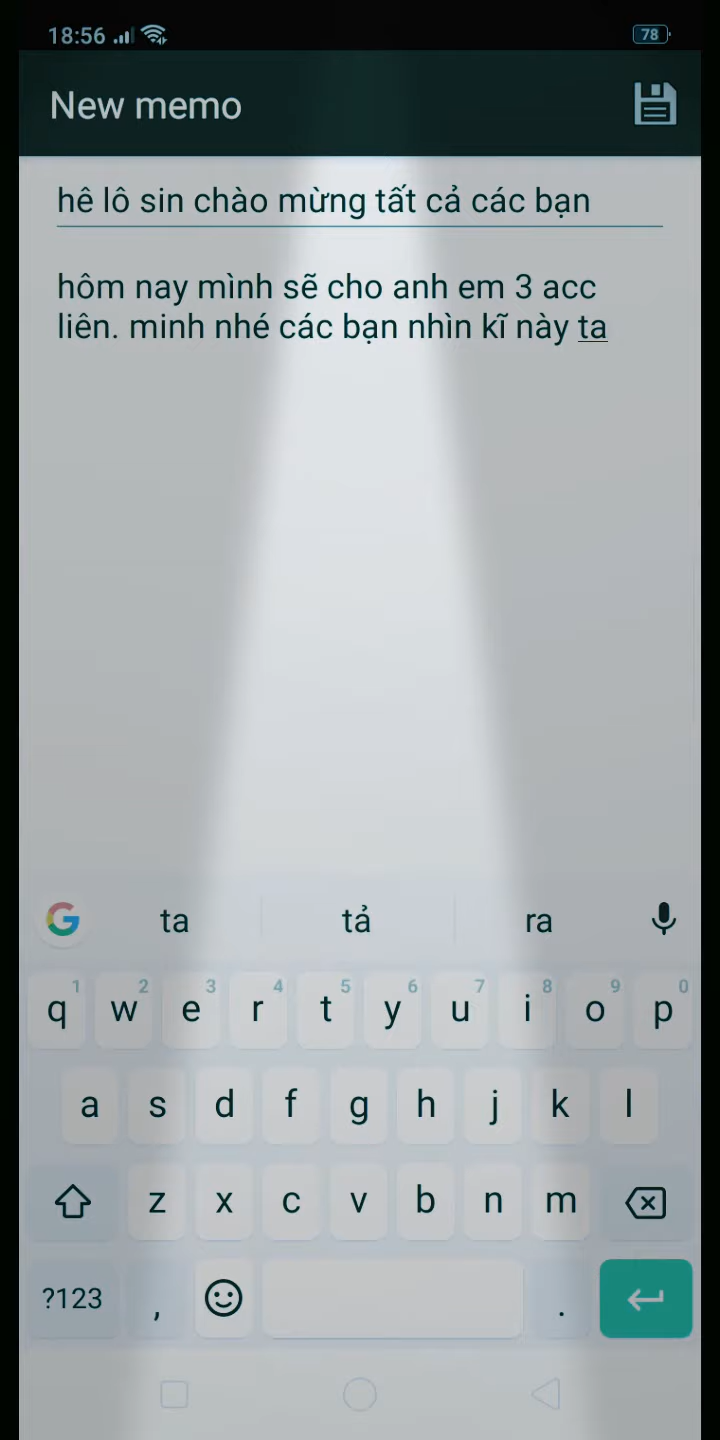 18:56
78
New memo
hê lô sin chào mừng tất cả các bạn
hôm nay mình sẽ cho anh em 3 acc
liên. minh nhé các bạn nhìn kĩ này ta
ta tả ra
1 2 3 4 5 6 7 8 9 0
q w e r t y u i o p
a s d f g h j k l
z x c v b n m
?123 , .